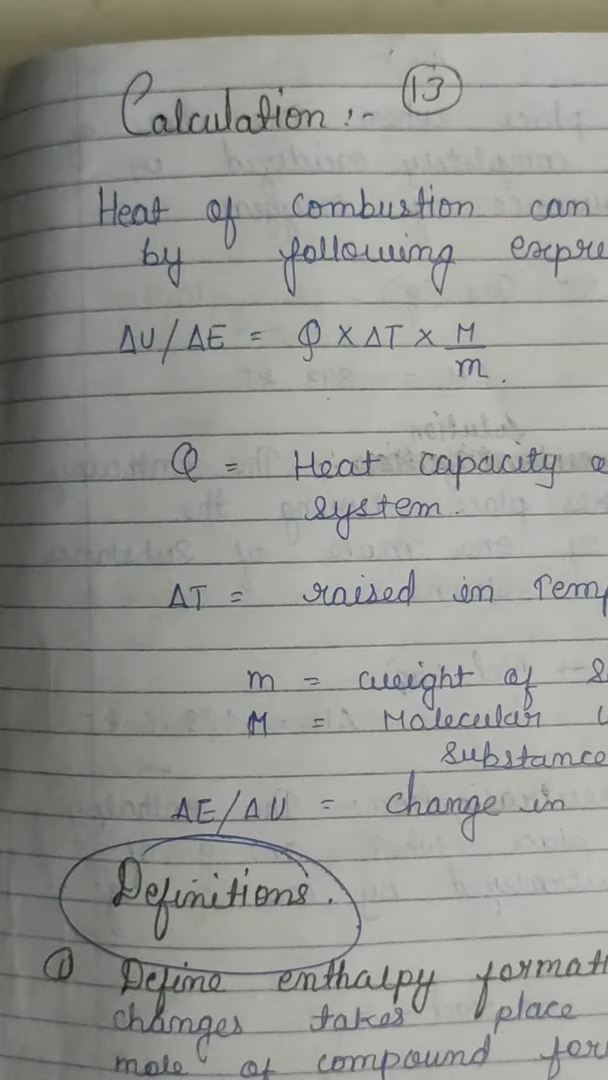 Calculation :- 13
Heat of combustion can
by following expre
ΔU/ΔE = Q × ΔT × M/m.
Q = Heat capacity o
system.
ΔT = raised in Temp
m = weight of S
M = Molecular
substance
ΔE/ΔU = change in
Definitions.
① Define enthalpy format
changes takes place
mole of compound for